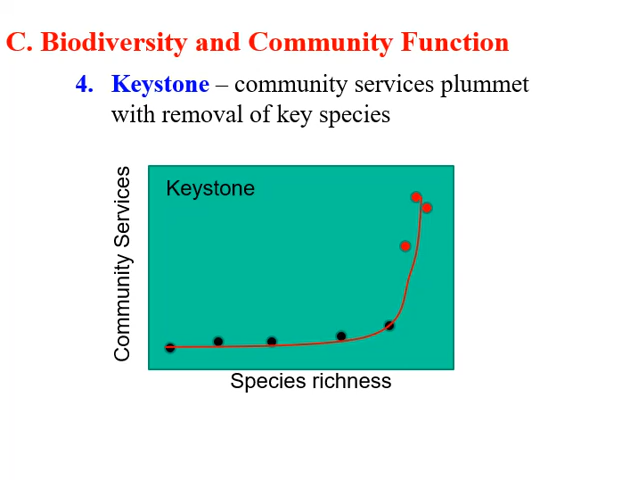 C. Biodiversity and Community Function
4. Keystone – community services plummet
with removal of key species
Keystone
Community Services
Species richness